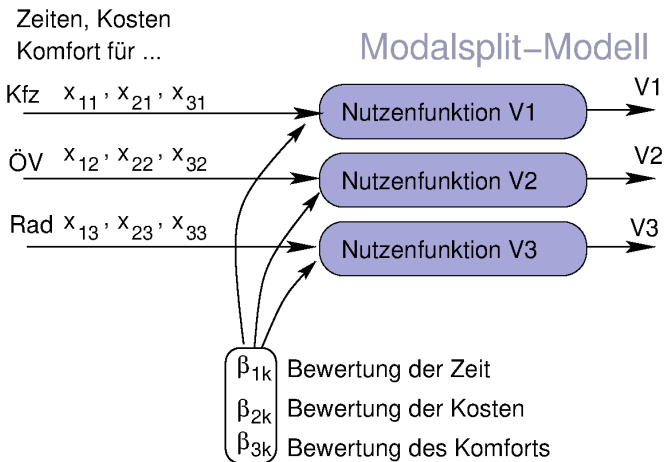 Zeiten, Kosten
Komfort für ...
Modalsplit–Modell
Kfz x11 , x21 , x31
Nutzenfunktion V1
V1
ÖV x12 , x22 , x32
Nutzenfunktion V2
V2
Rad x13 , x23 , x33
Nutzenfunktion V3
V3
β1k Bewertung der Zeit
β2k Bewertung der Kosten
β3k Bewertung des Komforts